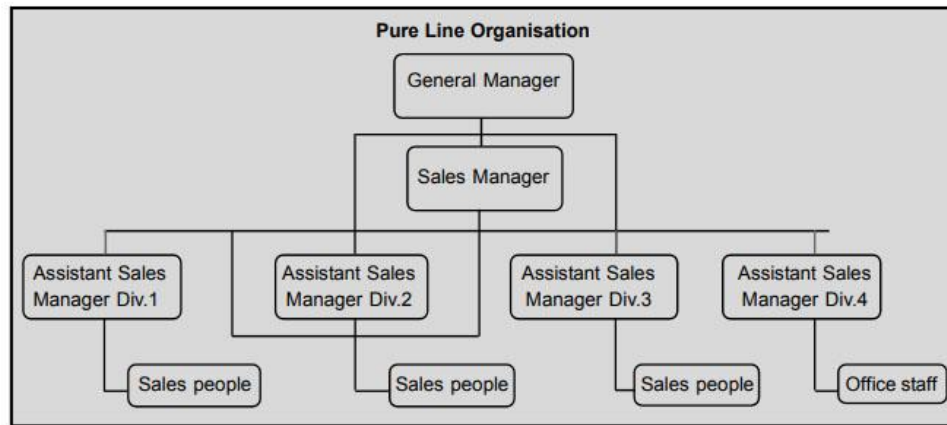 Pure Line Organisation
General Manager
Sales Manager
Assistant Sales
Manager Div.1
Assistant Sales
Manager Div.2
Assistant Sales
Manager Div.3
Assistant Sales
Manager Div.4
Sales people
Sales people
Sales people
Office staff